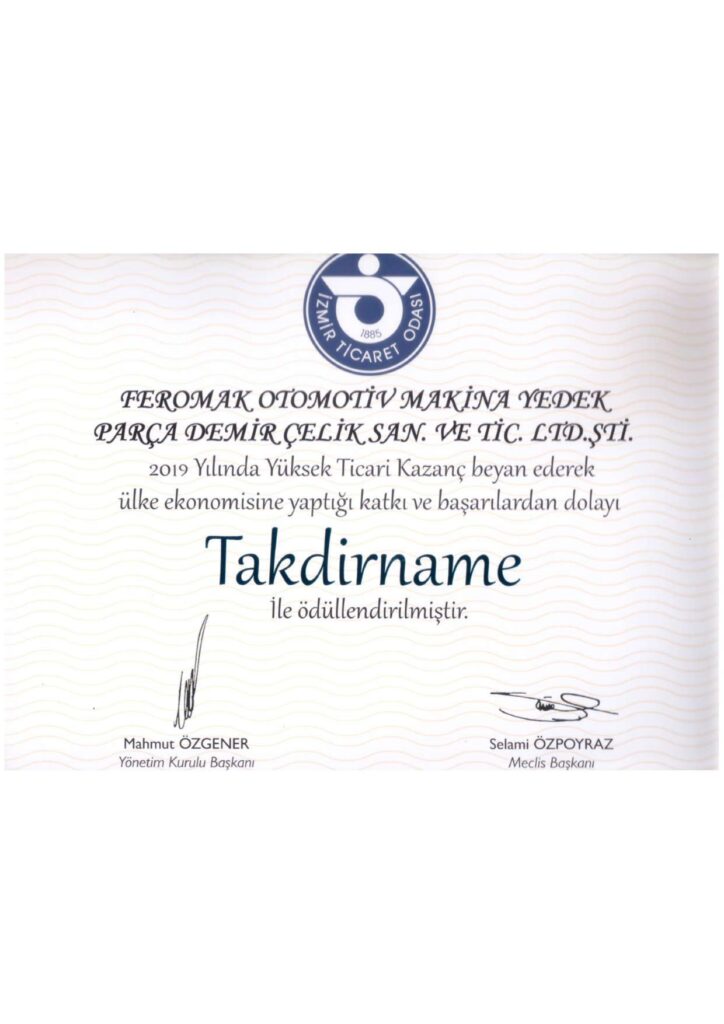 İZMİR TİCARET ODASI
1885
FEROMAK OTOMOTİV MAKİNA YEDEK
PARÇA DEMİR ÇELİK SAN. VE TİC. LTD.ŞTİ.
2019 Yılında Yüksek Ticari Kazanç beyan ederek
ülke ekonomisine yaptığı katkı ve başarılardan dolayı
Takdirname
İle ödüllendirilmiştir.
Mahmut ÖZGENER
Yönetim Kurulu Başkanı
Selami ÖZPOYRAZ
Meclis Başkanı